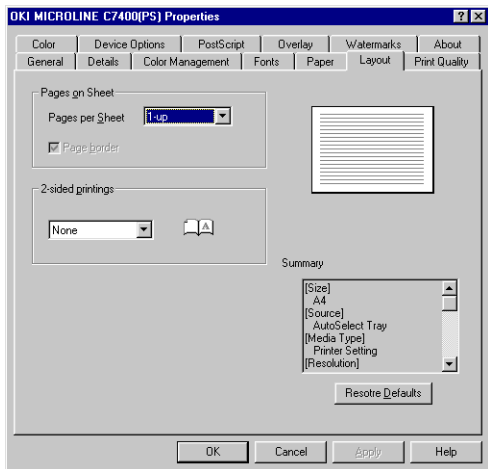 OKI MICROLINE C7400(PS) Properties
Color Device Options PostScript Overlay Watermarks About
General Details Color Management Fonts Paper Layout Print Quality
Pages on Sheet
Pages per Sheet 1-up
Page border
2-sided printings
None
A
Summary
[Size]
A4
[Source]
AutoSelect Tray
[Media Type]
Printer Setting
[Resolution]
Resotre Defaults
OK Cancel Apply Help